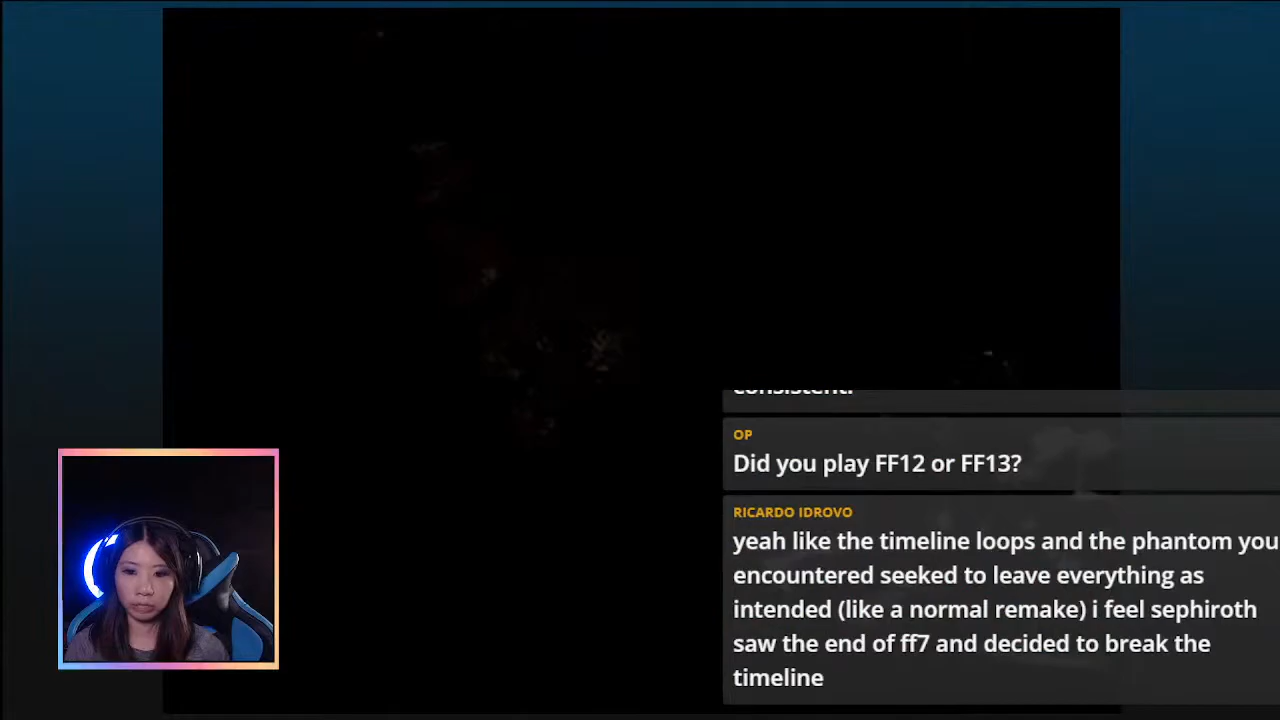 consistent.
OP
Did you play FF12 or FF13?
RICARDO IDROVO
yeah like the timeline loops and the phantom you
encountered seeked to leave everything as
intended (like a normal remake) i feel sephiroth
saw the end of ff7 and decided to break the
timeline